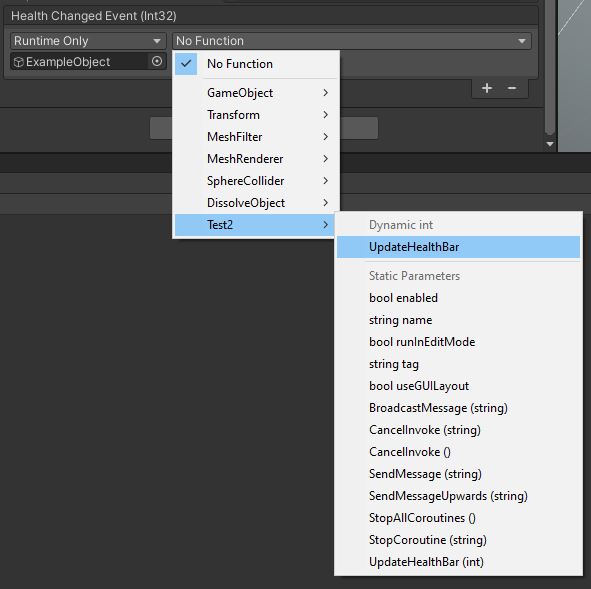 Health Changed Event (Int32)
Runtime Only No Function
ExampleObject
No Function
GameObject
Transform
MeshFilter
MeshRenderer
SphereCollider
DissolveObject
Test2
Dynamic int
UpdateHealthBar
Static Parameters
bool enabled
string name
bool runInEditMode
string tag
bool useGUILayout
BroadcastMessage (string)
CancelInvoke (string)
CancelInvoke ()
SendMessage (string)
SendMessageUpwards (string)
StopAllCoroutines ()
StopCoroutine (string)
UpdateHealthBar (int)